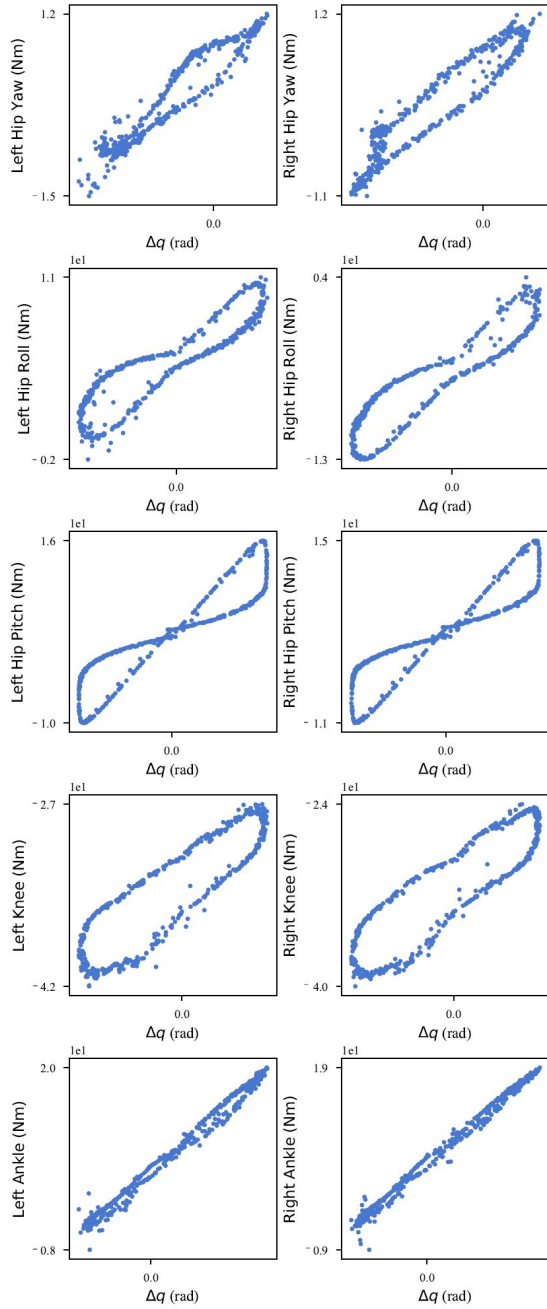 1.2
Left Hip Yaw (Nm)
−1.5
0.0
Δq (rad)
1.2
Right Hip Yaw (Nm)
−1.1
0.0
Δq (rad)
1e1
1.1
Left Hip Roll (Nm)
−0.2
0.0
Δq (rad)
1e1
0.4
Right Hip Roll (Nm)
−1.3
0.0
Δq (rad)
1e1
1.6
Left Hip Pitch (Nm)
−1.0
0.0
Δq (rad)
1e1
1.5
Right Hip Pitch (Nm)
−1.1
0.0
Δq (rad)
1e1
−2.7
Left Knee (Nm)
−4.2
0.0
Δq (rad)
1e1
−2.4
Right Knee (Nm)
−4.0
0.0
Δq (rad)
1e1
2.0
Left Ankle (Nm)
−0.8
0.0
Δq (rad)
1e1
1.9
Right Ankle (Nm)
−0.9
0.0
Δq (rad)